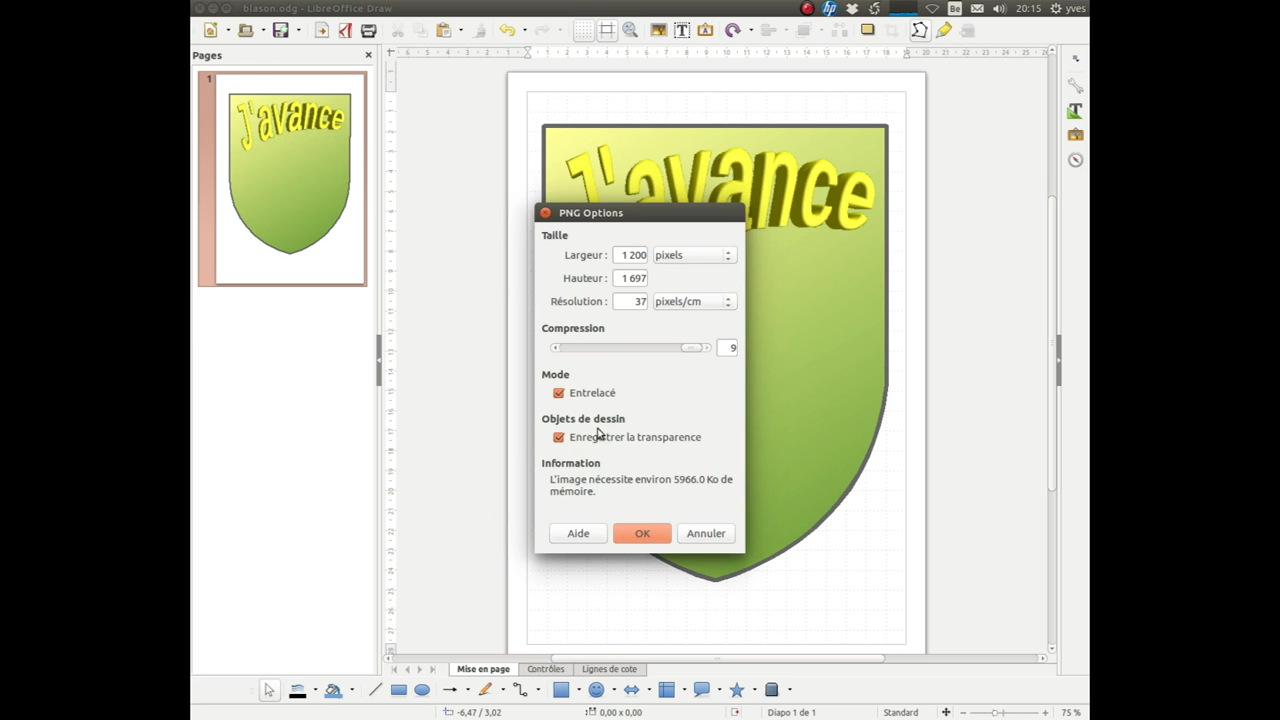 blason.odg - LibreOffice Draw
Be
20:15
yves
Pages
1
J'avance
J'avance
PNG Options
Taille
Largeur : 1 200 pixels
Hauteur : 1 697
Résolution : 37 pixels/cm
Compression
9
Mode
Entrelacé
Objets de dessin
Enregistrer la transparence
Information
L'image nécessite environ 5966.0 Ko de
mémoire.
Aide
OK
Annuler
Mise en page
Contrôles
Lignes de cote
-6,47 / 3,02
0,00 x 0,00
Diapo 1 de 1
Standard
75 %